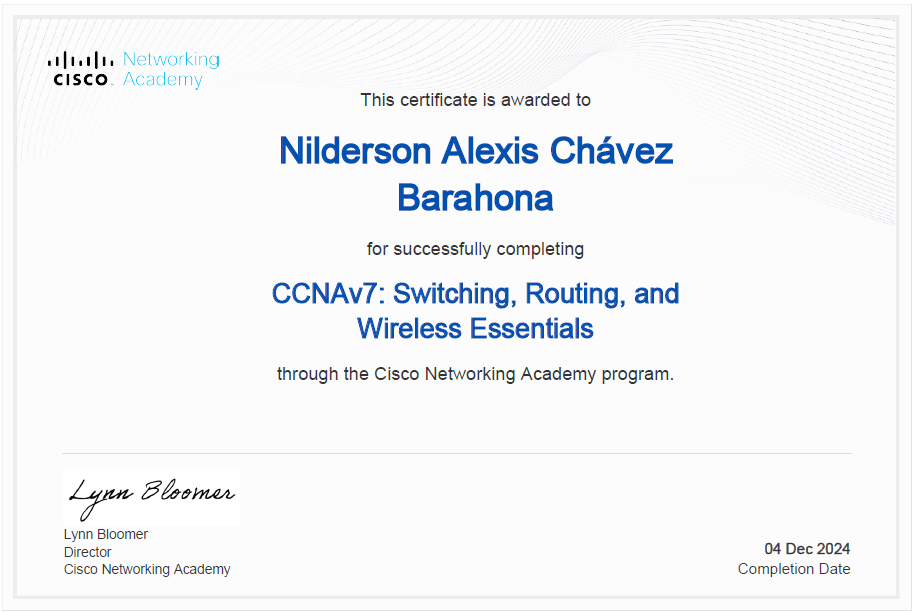 Networking
CISCO Academy
This certificate is awarded to
Nilderson Alexis Chávez
Barahona
for successfully completing
CCNAv7: Switching, Routing, and
Wireless Essentials
through the Cisco Networking Academy program.
Lynn Bloomer
Lynn Bloomer
Director
Cisco Networking Academy
04 Dec 2024
Completion Date